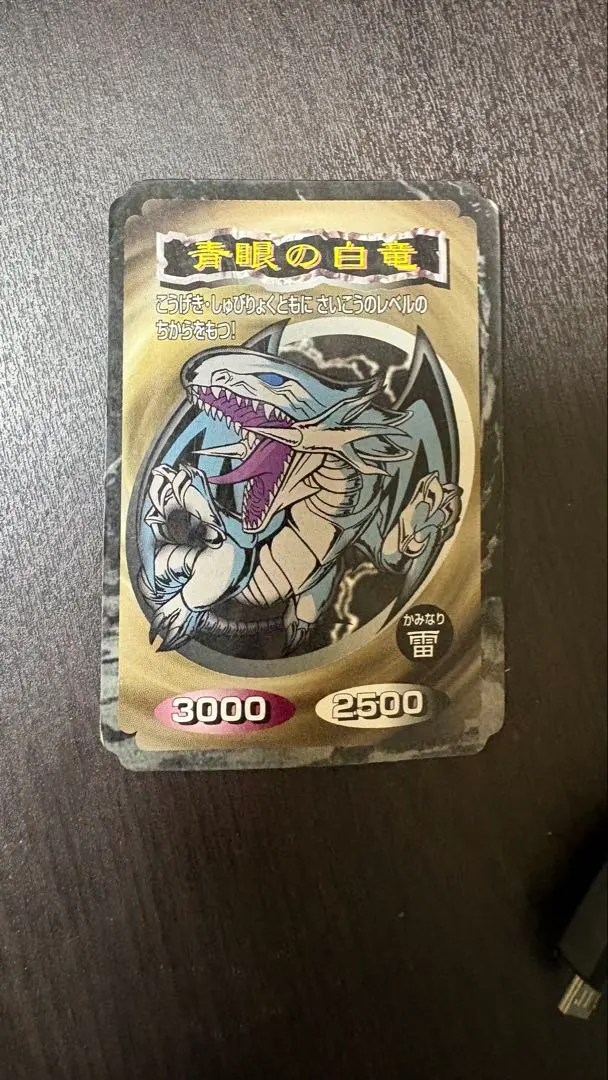 青眼の白竜
こうげき・しゅびりょくともに さいこうのレベルの
ちからをもつ!
かみなり
雷
3000 2500